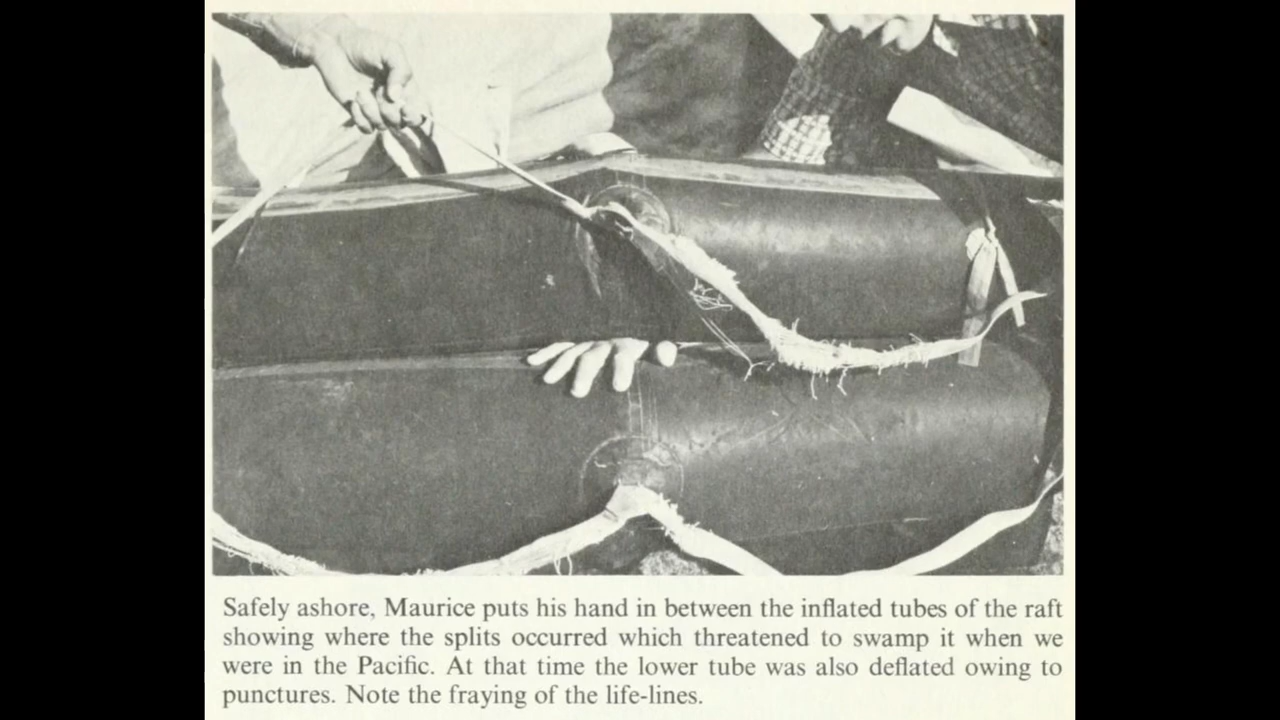 Safely ashore, Maurice puts his hand in between the inflated tubes of the raft
showing where the splits occurred which threatened to swamp it when we
were in the Pacific. At that time the lower tube was also deflated owing to
punctures. Note the fraying of the life-lines.